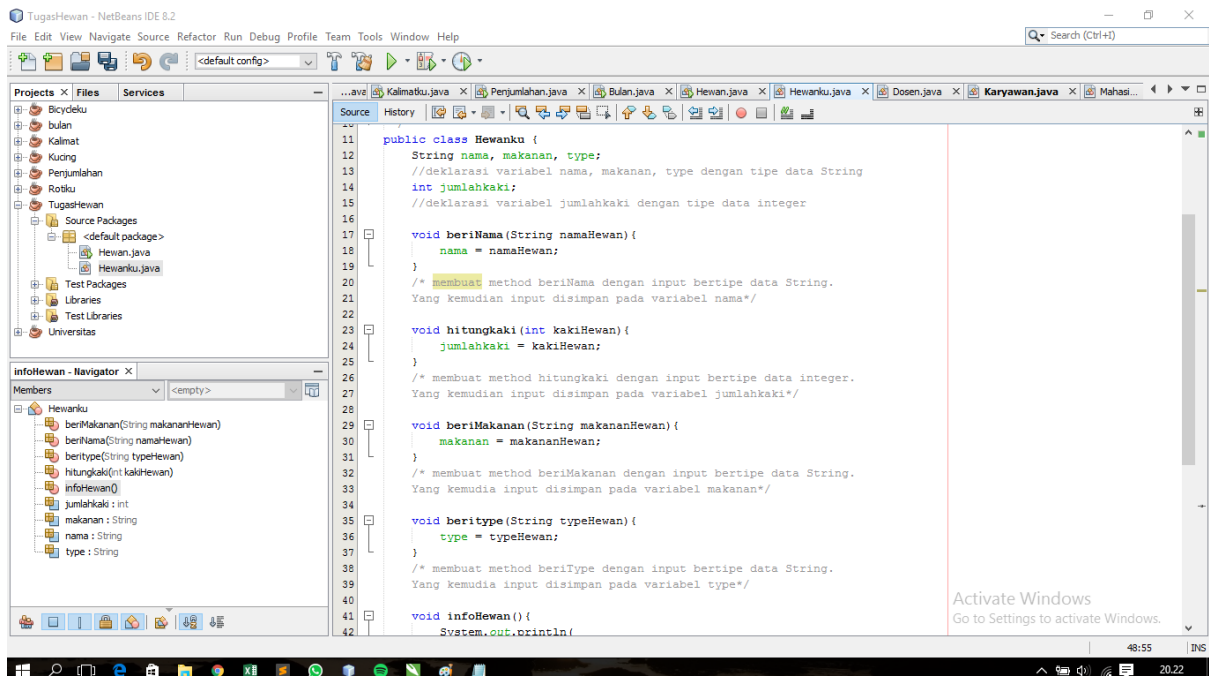 TugasHewan - NetBeans IDE 8.2
File Edit View Navigate Source Refactor Run Debug Profile Team Tools Window Help
Search (Ctrl+I)
<default config>
Projects Files Services
...ava Kalimatku.java Penjumlahan.java Bulan.java Hewan.java Hewanku.java Dosen.java Karyawan.java Mahasi...
Source History
Bicydeku
bulan
Kalimat
Kucing
Penjumlahan
Rotiku
TugasHewan
Source Packages
<default package>
Hewan.java
Hewanku.java
Test Packages
Libraries
Test Libraries
Universitas
infoHewan - Navigator
Members <empty>
Hewanku
beriMakanan(String makananHewan)
beriNama(String namaHewan)
beritype(String typeHewan)
hitungkaki(int kakiHewan)
infoHewan()
jumlahkaki : int
makanan : String
nama : String
type : String
11 public class Hewanku {
12 String nama, makanan, type;
13 //deklarasi variabel nama, makanan, type dengan tipe data String
14 int jumlahkaki;
15 //deklarasi variabel jumlahkaki dengan tipe data integer
16
17 void beriNama(String namaHewan){
18 nama = namaHewan;
19 }
20 /* membuat method beriNama dengan input bertipe data String.
21 Yang kemudian input disimpan pada variabel nama*/
22
23 void hitungkaki(int kakiHewan){
24 jumlahkaki = kakiHewan;
25 }
26 /* membuat method hitungkaki dengan input bertipe data integer.
27 Yang kemudian input disimpan pada variabel jumlahkaki*/
28
29 void beriMakanan(String makananHewan){
30 makanan = makananHewan;
31 }
32 /* membuat method beriMakanan dengan input bertipe data String.
33 Yang kemudia input disimpan pada variabel makanan*/
34
35 void beritype(String typeHewan){
36 type = typeHewan;
37 }
38 /* membuat method beriType dengan input bertipe data String.
39 Yang kemudia input disimpan pada variabel type*/
40
41 void infoHewan(){
42 System.out.println(
Activate Windows
Go to Settings to activate Windows.
48:55 INS
20.22